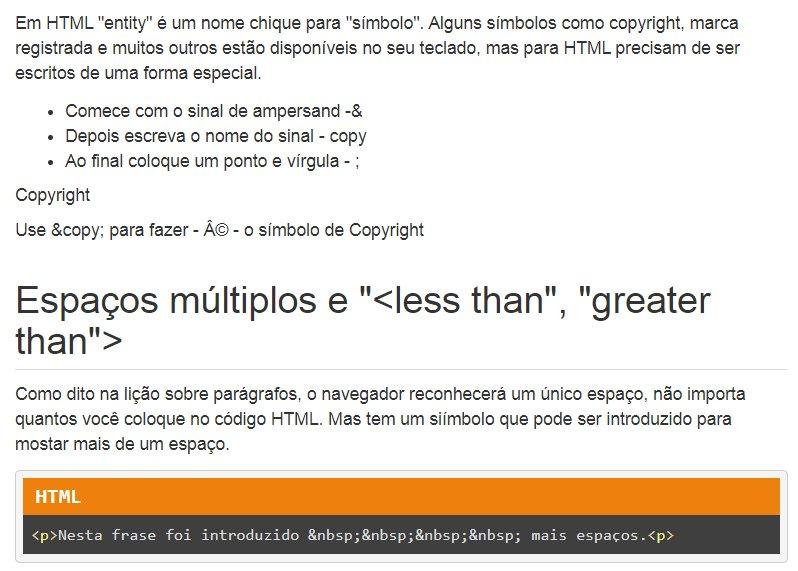 Em HTML "entity" é um nome chique para "símbolo". Alguns símbolos como copyright, marca
registrada e muitos outros estão disponíveis no seu teclado, mas para HTML precisam de ser
escritos de uma forma especial.
• Comece com o sinal de ampersand -&
• Depois escreva o nome do sinal - copy
• Ao final coloque um ponto e vírgula - ;
Copyright
Use &copy; para fazer - Â© - o símbolo de Copyright
Espaços múltiplos e "<less than", "greater
than">
Como dito na lição sobre parágrafos, o navegador reconhecerá um único espaço, não importa
quantos você coloque no código HTML. Mas tem um siímbolo que pode ser introduzido para
mostar mais de um espaço.
HTML
<p>Nesta frase foi introduzido &nbsp;&nbsp;&nbsp;&nbsp; mais espaços.<p>